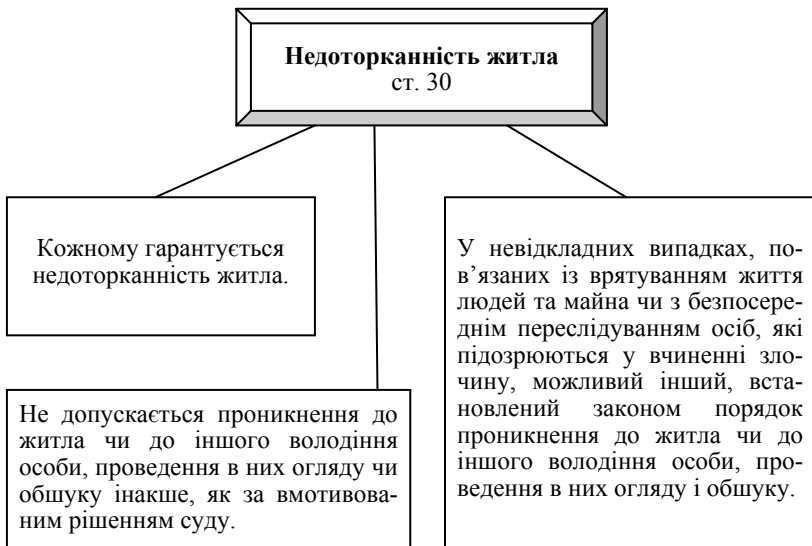 Недоторканність житла
ст. 30
Кожному гарантується
недоторканність житла.
Не допускається проникнення до
житла чи до іншого володіння
особи, проведення в них огляду чи
обшуку інакше, як за вмотивова-
ним рішенням суду.
У невідкладних випадках, по-
в’язаних із врятуванням життя
людей та майна чи з безпосере-
днім переслідуванням осіб, які
підозрюються у вчиненні зло-
чину, можливий інший, вста-
новлений законом порядок
проникнення до житла чи до
іншого володіння особи, про-
ведення в них огляду і обшуку.